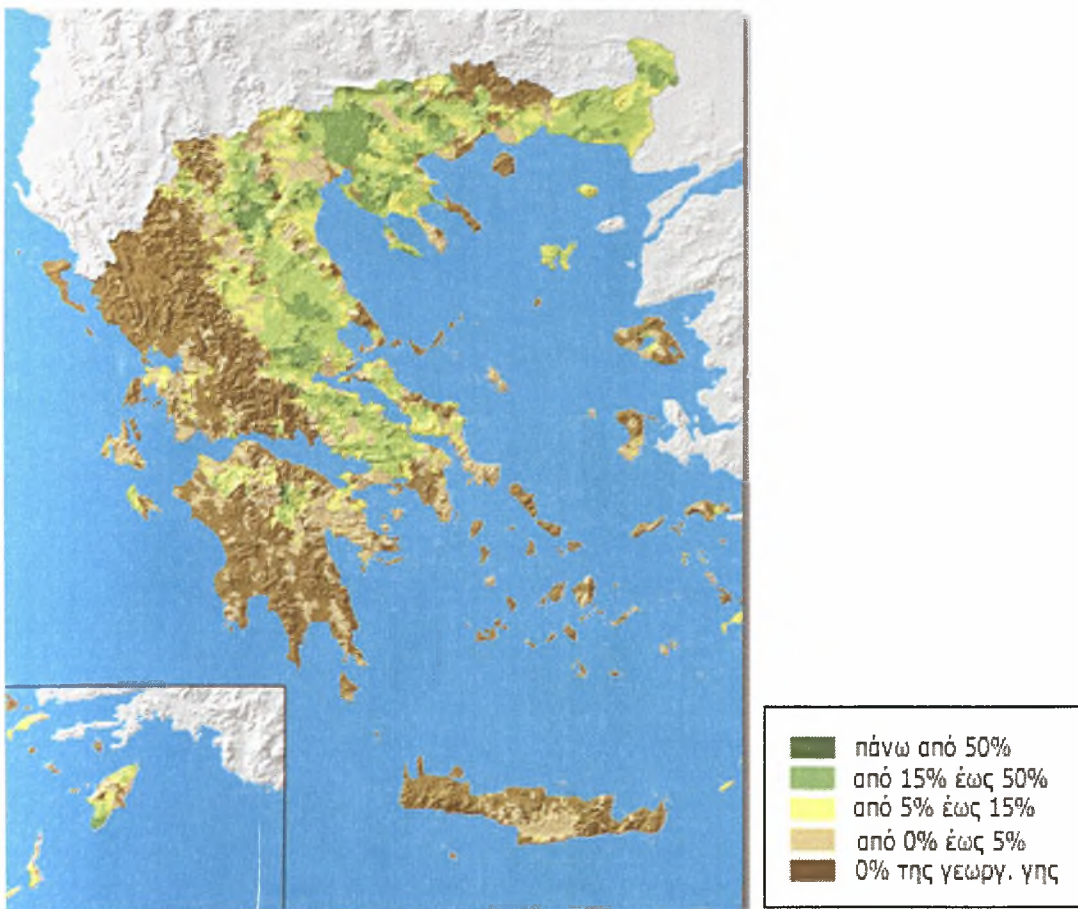 πάνω από 50%
από 15% έως 50%
από 5% έως 15%
από 0% έως 5%
0% της γεωργ. γης